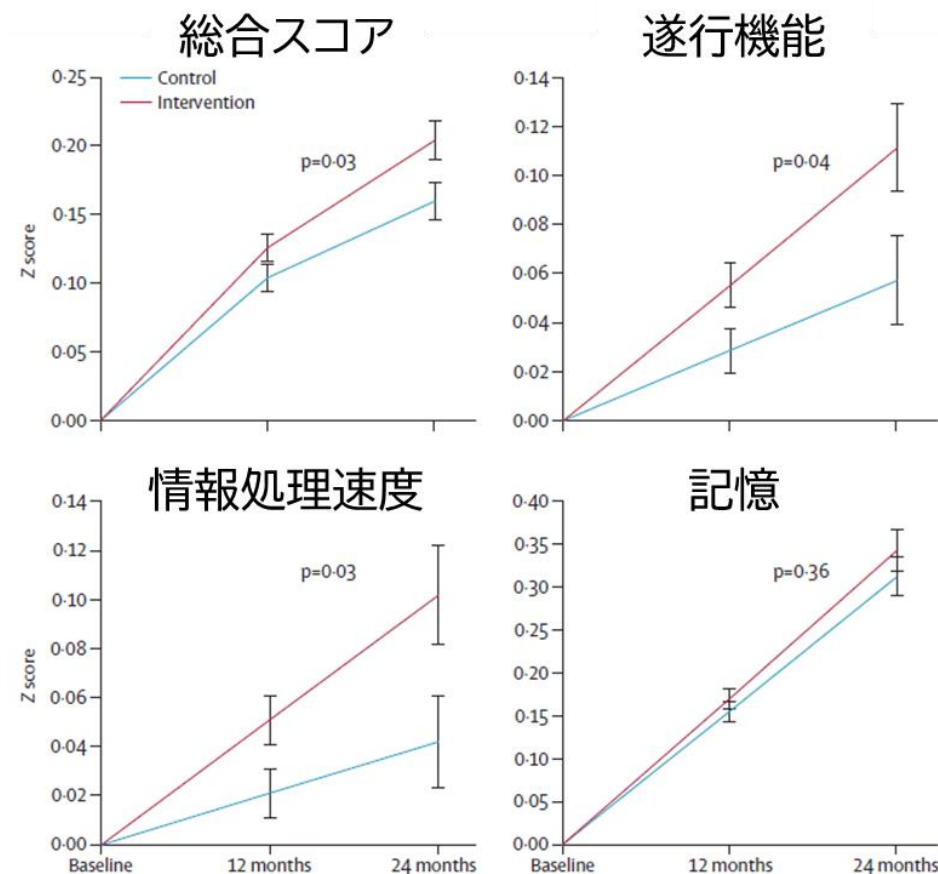 総合スコア
0·25
Control
Intervention
0·20
p=0·03
0·15
Z score
0·10
0·05
0·00
遂行機能
0·14
0·12
p=0·04
0·10
0·08
0·06
0·04
0·02
0·00
情報処理速度
0·14
0·12
p=0·03
0·10
0·08
Z score
0·06
0·04
0·02
0·00
Baseline 12 months 24 months
記憶
0·40
0·35
p=0·36
0·30
0·25
0·20
0·15
0·10
0·05
0·00
Baseline 12 months 24 months